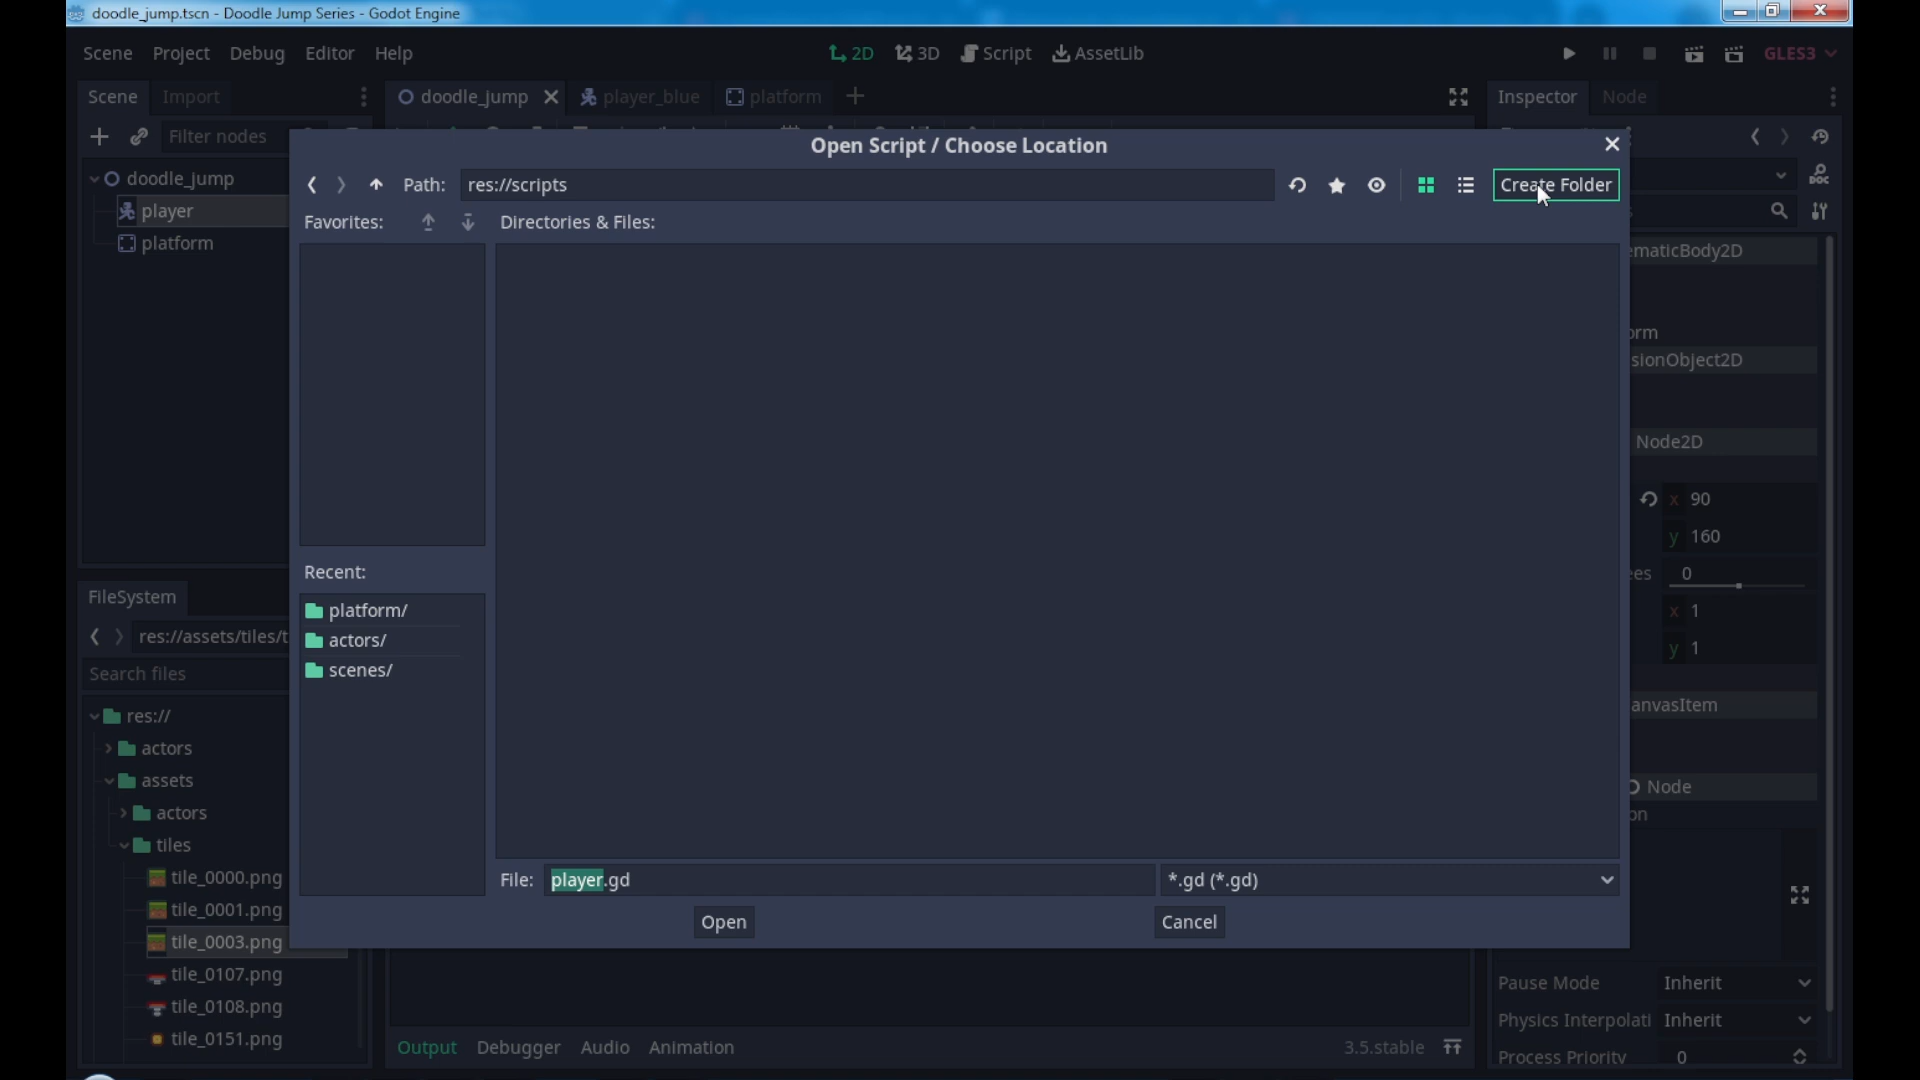 doodle_jump.tscn - Doodle Jump Series - Godot Engine
Scene Project Debug Editor Help
2D 3D Script AssetLib
GLES3
Scene Import
doodle_jump player_blue platform
Inspector Node
Filter nodes
Open Script / Choose Location
doodle_jump
Path: res://scripts
Create Folder
player
Favorites: Directories & Files:
platform
ematicBody2D
orm
sionObject2D
Node2D
x 90
y 160
ees 0
x 1
y 1
Recent:
platform/
actors/
scenes/
FileSystem
res://assets/tiles/t
Search files
res://
actors
assets
actors
tiles
tile_0000.png
tile_0001.png
tile_0003.png
tile_0107.png
tile_0108.png
tile_0151.png
anvasItem
Node
on
File: player.gd *.gd (*.gd)
Open Cancel
Pause Mode Inherit
Physics Interpolati Inherit
Process Priority 0
Output Debugger Audio Animation
3.5.stable